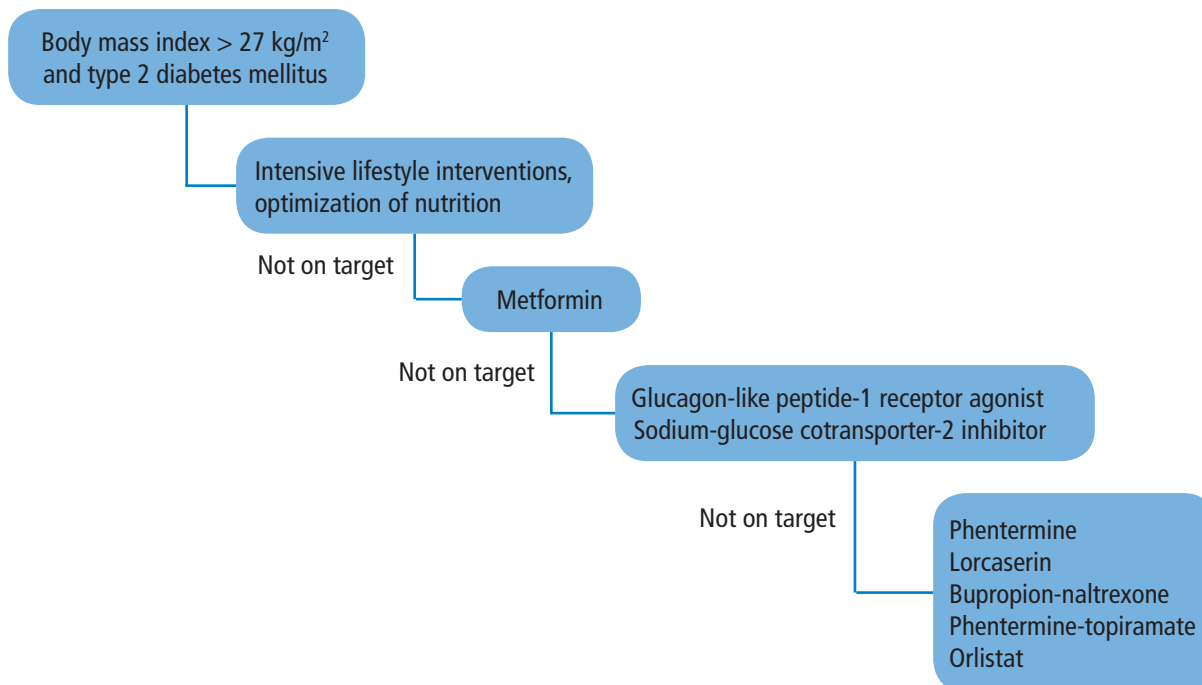 Body mass index > 27 kg/m²
and type 2 diabetes mellitus
Intensive lifestyle interventions,
optimization of nutrition
Not on target
Metformin
Not on target
Glucagon-like peptide-1 receptor agonist
Sodium-glucose cotransporter-2 inhibitor
Not on target
Phentermine
Lorcaserin
Bupropion-naltrexone
Phentermine-topiramate
Orlistat